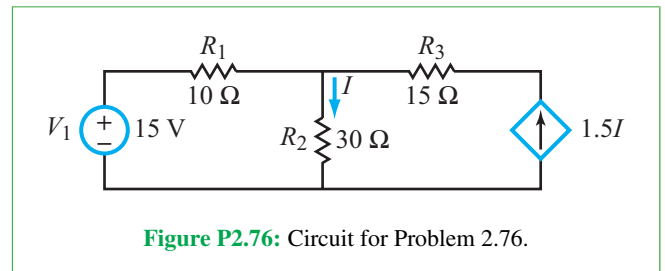 R1 R3
10 Ω I 15 Ω
V1 + − 15 V R2 30 Ω 1.5I
Figure P2.76: Circuit for Problem 2.76.